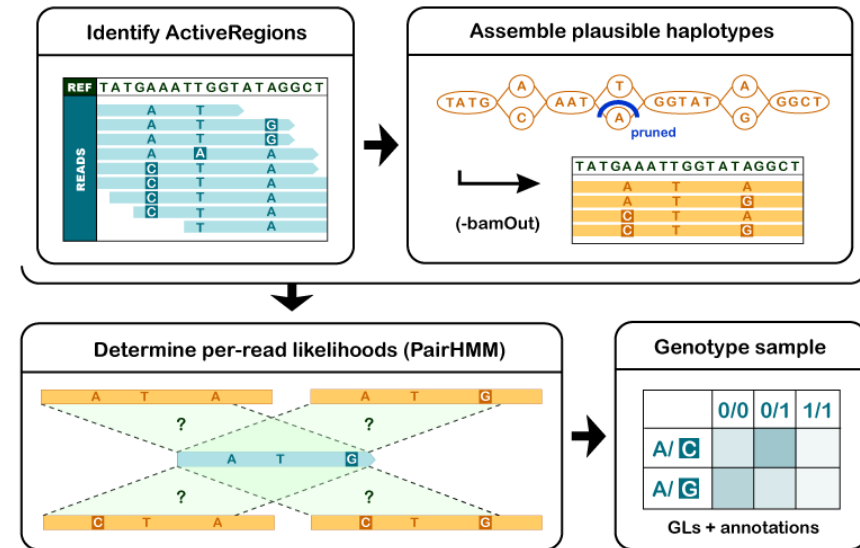 Identify ActiveRegions
REF TATGAAATTGGTATAGGCT
READS
A T
A T G
A T G
A A A
C T A
C T A
C T A
C T A
T A
Assemble plausible haplotypes
TATG A C AAT T A GGTAT A G GGCT
pruned
(-bamOut)
TATGAAATTGGTATAGGCT
A T A
A T G
C T A
C T G
Determine per-read likelihoods (PairHMM)
A T A A T G
? ?
A T G
? ?
C T A C T G
Genotype sample
0/0 0/1 1/1
A/ C
A/ G
GLs + annotations